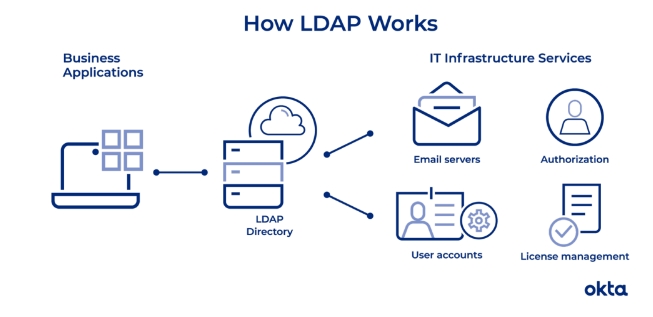 How LDAP Works
Business
Applications
IT Infrastructure Services
LDAP
Directory
Email servers
Authorization
User accounts
License management
okta